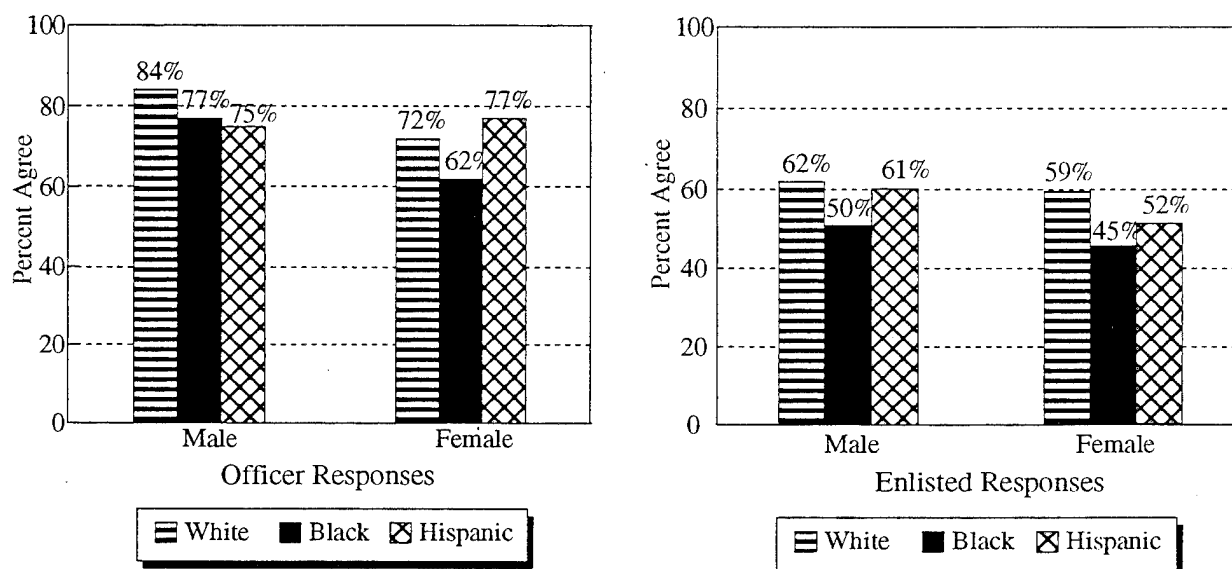 100
80
60
40
20
0
Percent Agree
84%
77%
75%
72%
62%
77%
Male
Female
Officer Responses
White Black Hispanic
100
80
60
40
20
0
Percent Agree
62%
50%
61%
59%
45%
52%
Male
Female
Enlisted Responses
White Black Hispanic